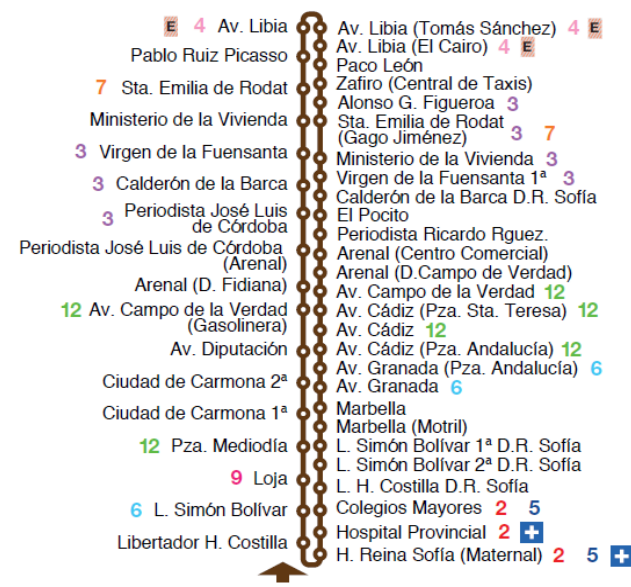 E 4 Av. Libia
Pablo Ruiz Picasso
7 Sta. Emilia de Rodat
Ministerio de la Vivienda
3 Virgen de la Fuensanta
3 Calderón de la Barca
3 Periodista José Luis
de Córdoba
Periodista José Luis de Córdoba
(Arenal)
Arenal (D. Fidiana)
12 Av. Campo de la Verdad
(Gasolinera)
Av. Diputación
Ciudad de Carmona 2ª
Ciudad de Carmona 1ª
12 Pza. Mediodía
9 Loja
6 L. Simón Bolívar
Libertador H. Costilla
Av. Libia (Tomás Sánchez) 4 E
Av. Libia (El Cairo) 4 E
Paco León
Zafiro (Central de Taxis)
Alonso G. Figueroa 3
Sta. Emilia de Rodat
(Gago Jiménez) 3 7
Ministerio de la Vivienda 3
Virgen de la Fuensanta 1ª 3
Calderón de la Barca D.R. Sofía
El Pocito
Periodista Ricardo Rguez.
Arenal (Centro Comercial)
Arenal (D.Campo de Verdad)
Av. Campo de la Verdad 12
Av. Cádiz (Pza. Sta. Teresa) 12
Av. Cádiz 12
Av. Cádiz (Pza. Andalucía) 12
Av. Granada (Pza. Andalucía) 6
Av. Granada 6
Marbella
Marbella (Motril)
L. Simón Bolívar 1ª D.R. Sofía
L. Simón Bolívar 2ª D.R. Sofía
L. H. Costilla D.R. Sofía
Colegios Mayores 2 5
Hospital Provincial 2
H. Reina Sofía (Maternal) 2 5